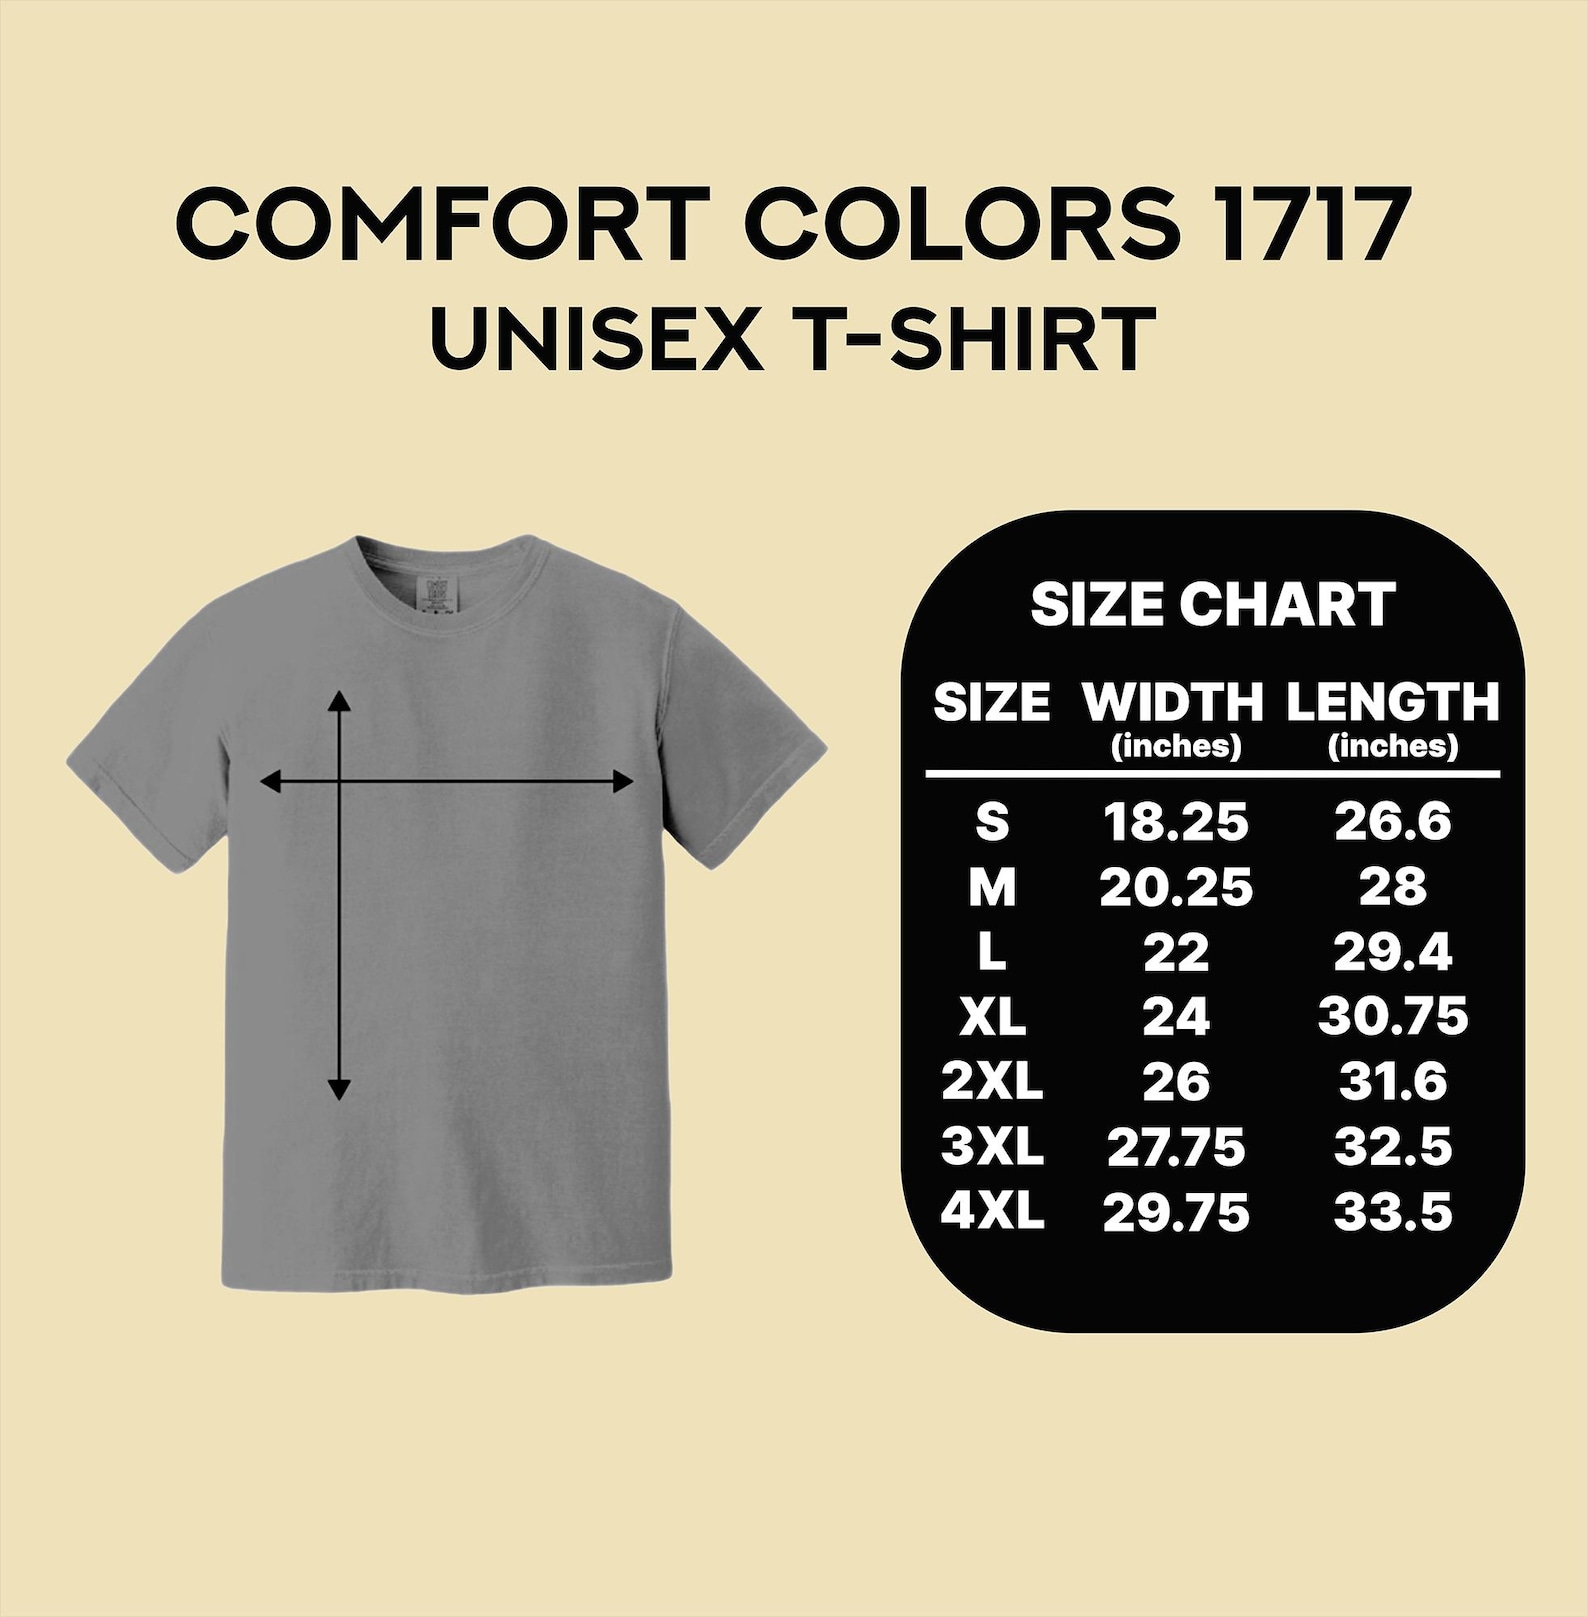 COMFORT COLORS 1717
UNISEX T-SHIRT
COMFORT
COLORS
SIZE CHART
SIZE WIDTH LENGTH
(inches) (inches)
S 18.25 26.6
M 20.25 28
L 22 29.4
XL 24 30.75
2XL 26 31.6
3XL 27.75 32.5
4XL 29.75 33.5